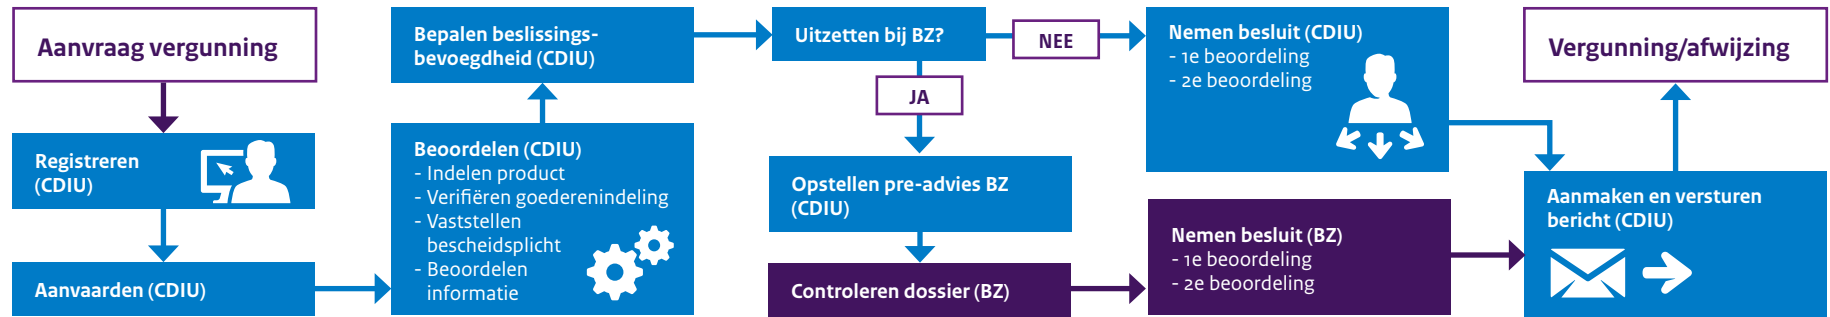 Aanvraag vergunning
Registreren
(CDIU)
Aanvaarden (CDIU)
Beoordelen (CDIU)
- Indelen product
- Verifiëren goederenindeling
- Vaststellen
bescheidsplicht
- Beoordelen
informatie
Bepalen beslissings-
bevoegdheid (CDIU)
Uitzetten bij BZ?
NEE
JA
Nemen besluit (CDIU)
- 1e beoordeling
- 2e beoordeling
Opstellen pre-advies BZ
(CDIU)
Controleren dossier (BZ)
Nemen besluit (BZ)
- 1e beoordeling
- 2e beoordeling
Aanmaken en versturen
bericht (CDIU)
Vergunning/afwijzing